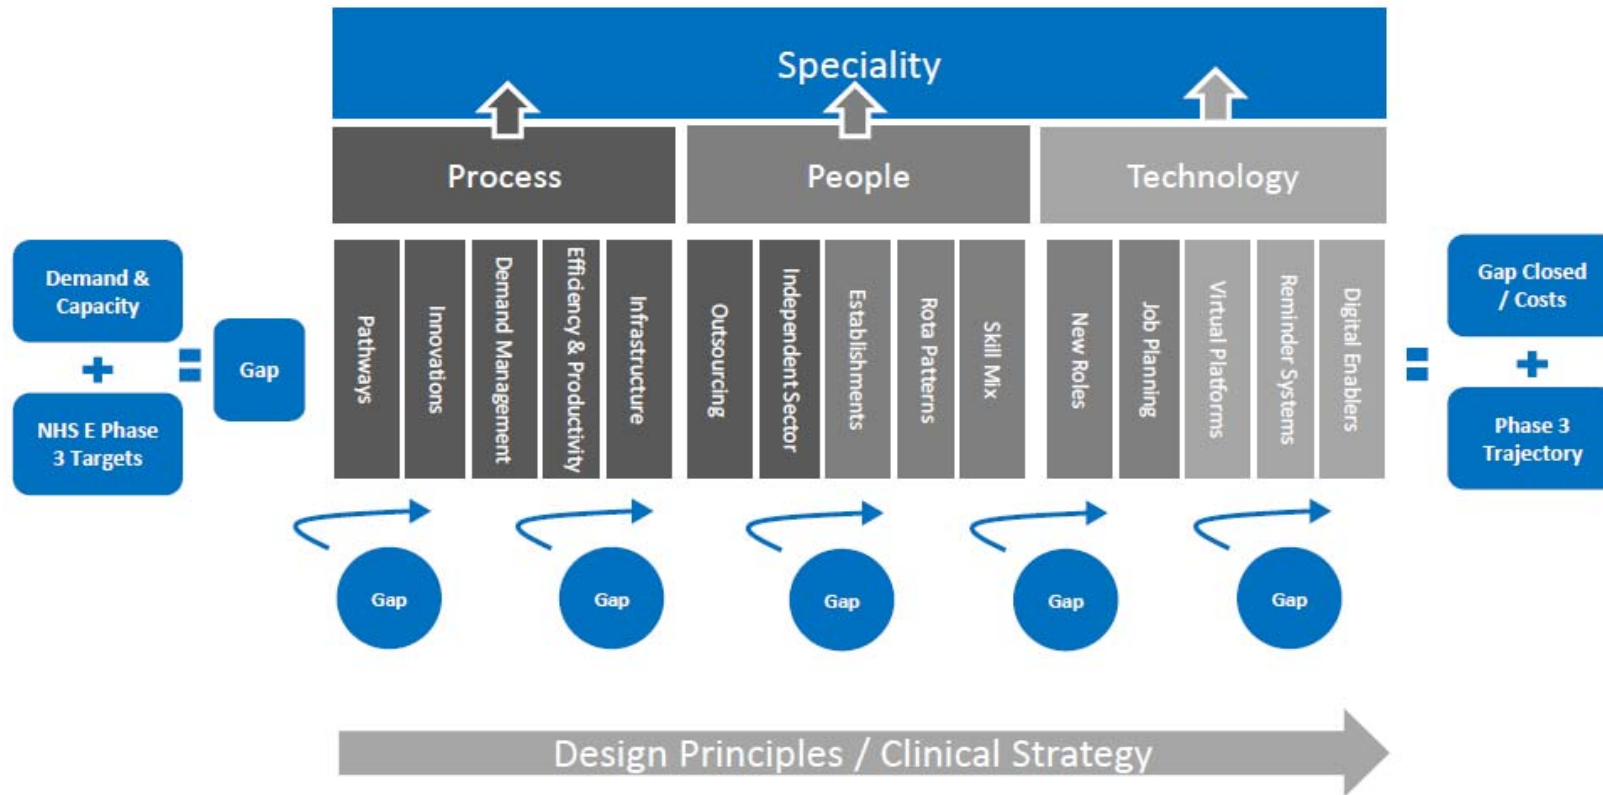 Speciality
Process
People
Technology
Demand &
Capacity
NHS E Phase
3 Targets
Gap
Pathways
Innovations
Demand Management
Efficiency & Productivity
Infrastructure
Outsourcing
Independent Sector
Establishments
Rota Patterns
Skill Mix
New Roles
Job Planning
Virtual Platforms
Reminder Systems
Digital Enablers
Gap Closed
/ Costs
Phase 3
Trajectory
Gap
Gap
Gap
Gap
Gap
Design Principles / Clinical Strategy